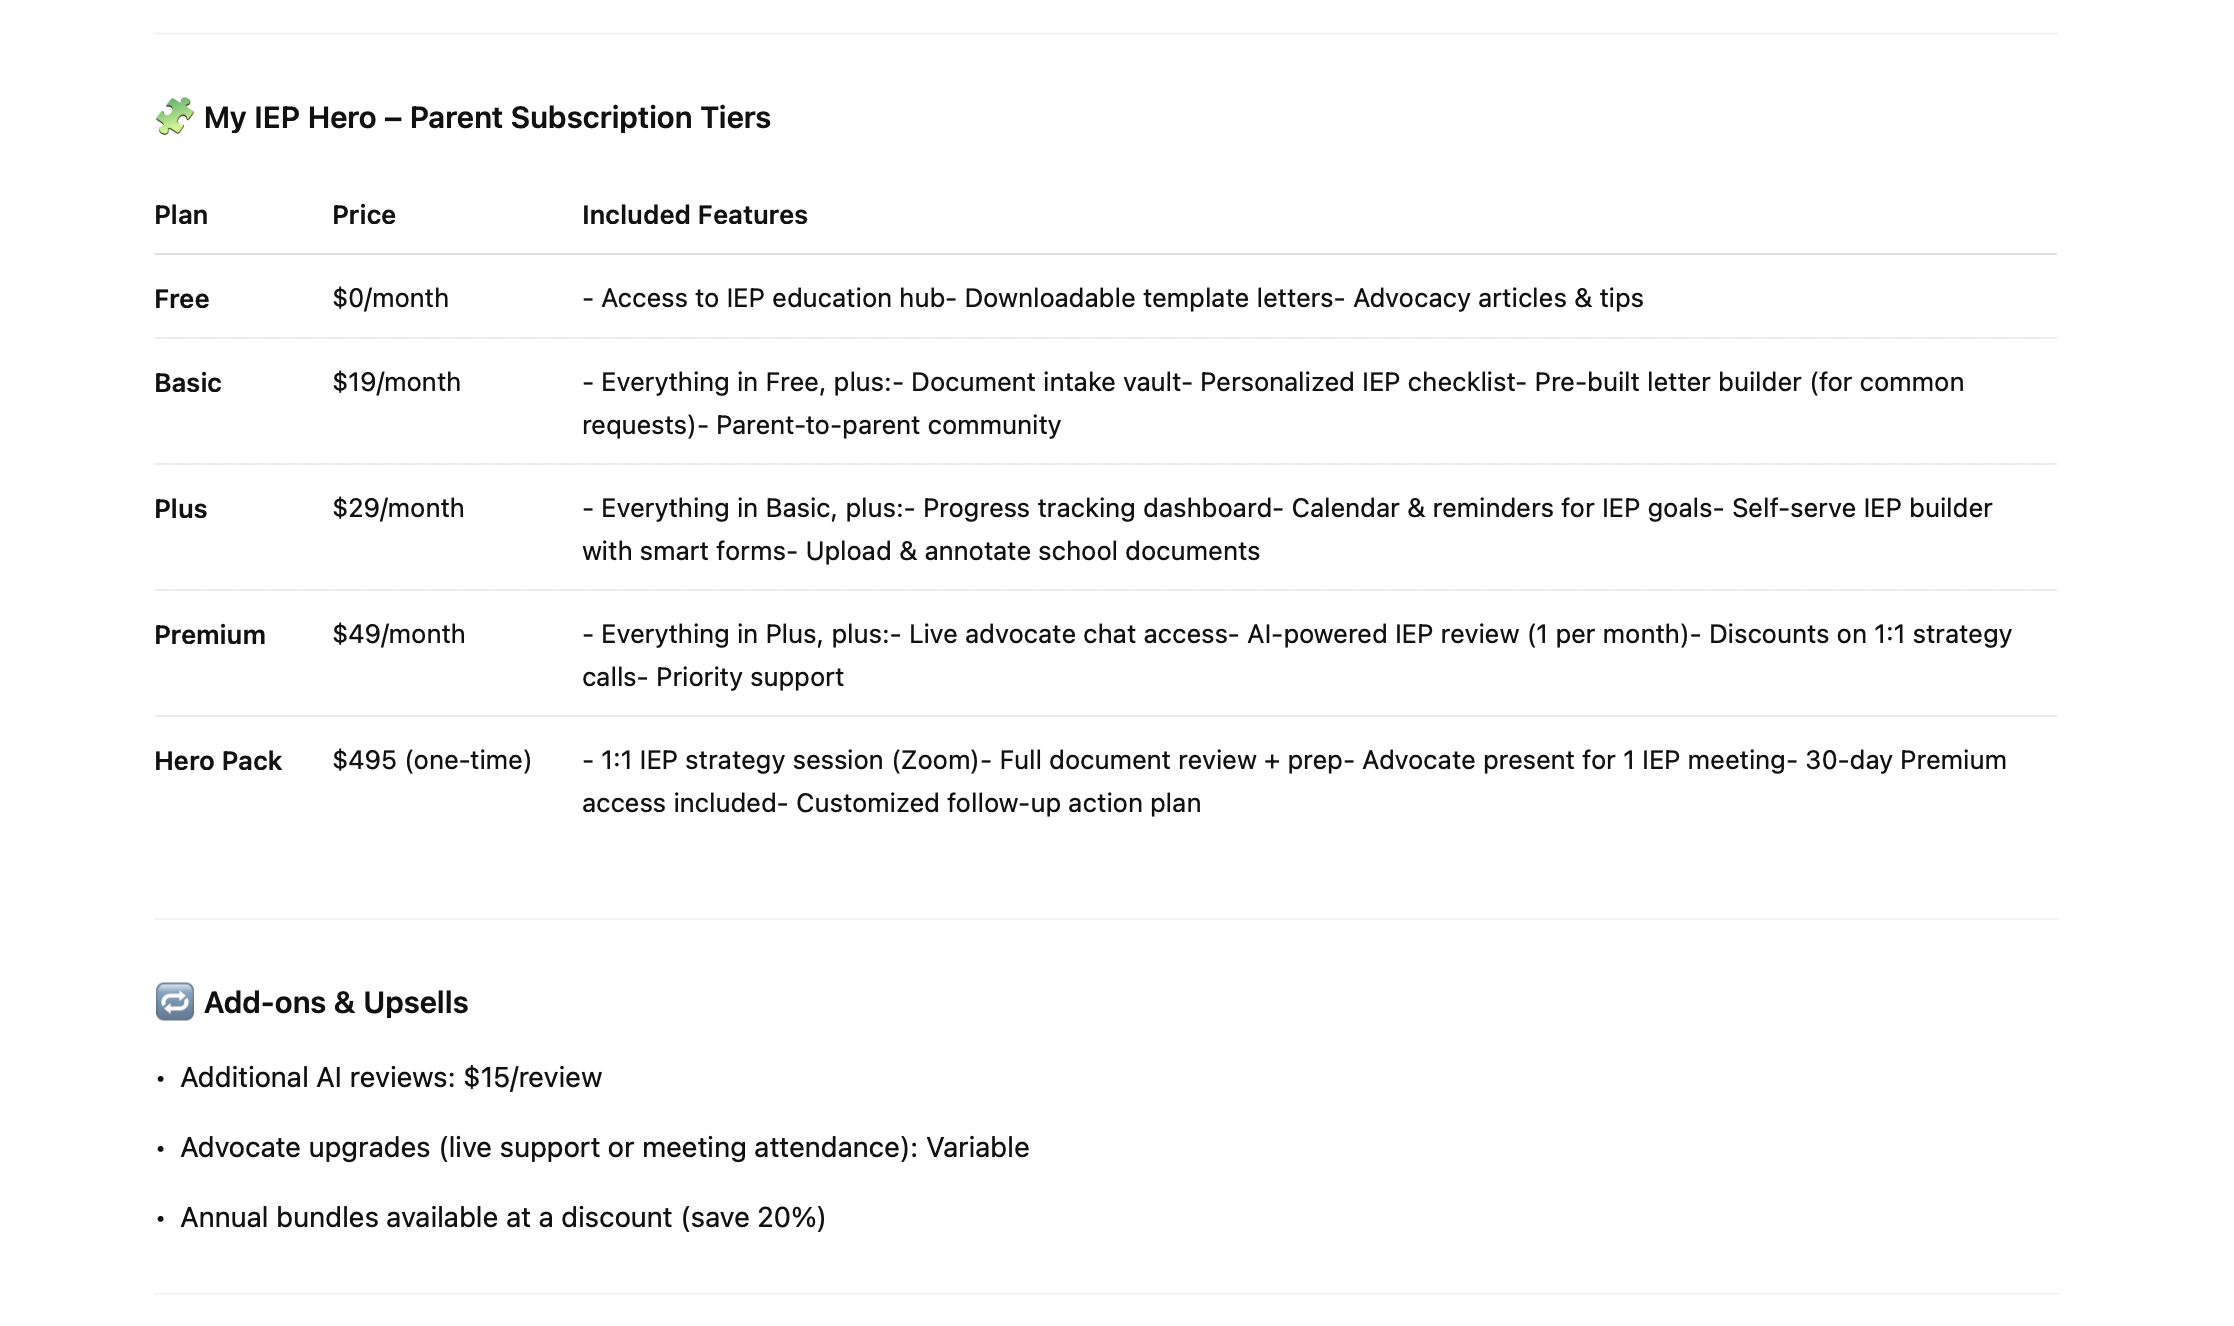 🧩 My IEP Hero – Parent Subscription Tiers
Plan Price Included Features
Free $0/month - Access to IEP education hub- Downloadable template letters- Advocacy articles & tips
Basic $19/month - Everything in Free, plus:- Document intake vault- Personalized IEP checklist- Pre-built letter builder (for common
requests)- Parent-to-parent community
Plus $29/month - Everything in Basic, plus:- Progress tracking dashboard- Calendar & reminders for IEP goals- Self-serve IEP builder
with smart forms- Upload & annotate school documents
Premium $49/month - Everything in Plus, plus:- Live advocate chat access- AI-powered IEP review (1 per month)- Discounts on 1:1 strategy
calls- Priority support
Hero Pack $495 (one-time) - 1:1 IEP strategy session (Zoom)- Full document review + prep- Advocate present for 1 IEP meeting- 30-day Premium
access included- Customized follow-up action plan
🔁 Add-ons & Upsells
• Additional AI reviews: $15/review
• Advocate upgrades (live support or meeting attendance): Variable
• Annual bundles available at a discount (save 20%)